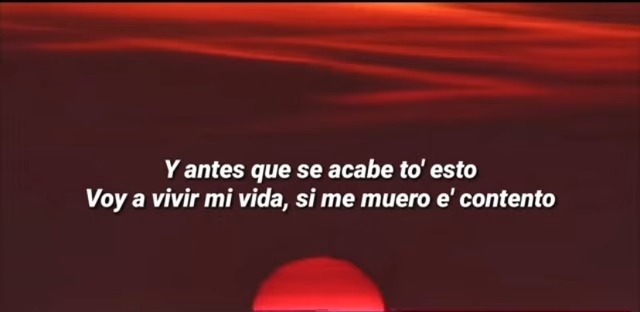 Y antes que se acabe to' esto
Voy a vivir mi vida, si me muero e' contento